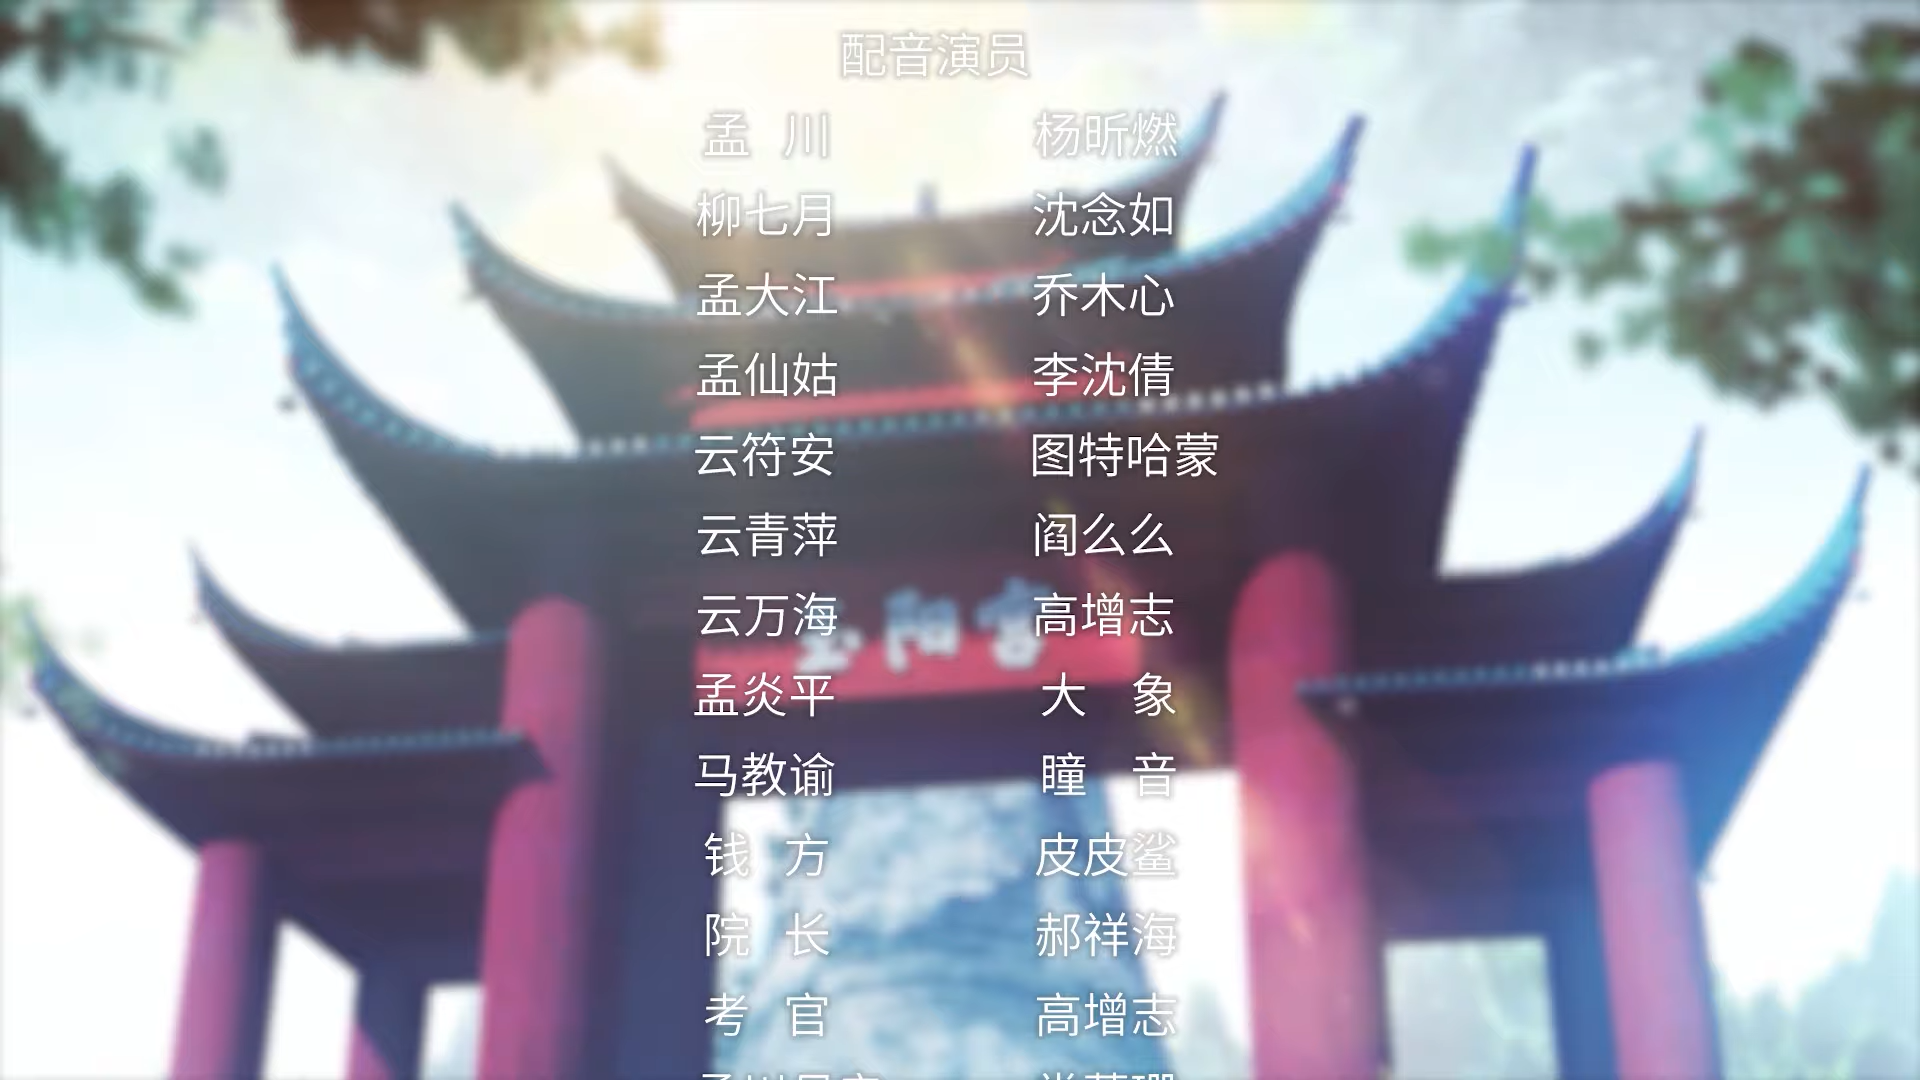 配音演员
孟 川 杨昕燃
柳七月 沈念如
孟大江 乔木心
孟仙姑 李沈倩
云符安 图特哈蒙
云青萍 阎么么
云万海 高增志
孟炎平 大 象
马教谕 瞳 音
钱 方 皮皮鲨
院 长 郝祥海
考 官 高增志